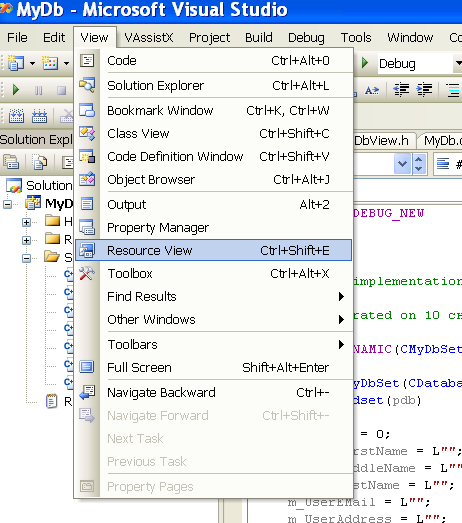 MyDb - Microsoft Visual Studio
File Edit View VAssistX Project Build Debug Tools Window Co
Debug
Solution Expl
DbView.h MyDb.
Solution
MyD
H
R
S
R
Code Ctrl+Alt+0
Solution Explorer Ctrl+Alt+L
Bookmark Window Ctrl+K, Ctrl+W
Class View Ctrl+Shift+C
Code Definition Window Ctrl+Shift+V
Object Browser Ctrl+Alt+J
Output Alt+2
Property Manager
Resource View Ctrl+Shift+E
Toolbox Ctrl+Alt+X
Find Results
Other Windows
Toolbars
Full Screen Shift+Alt+Enter
Navigate Backward Ctrl+-
Navigate Forward Ctrl+Shift+-
Next Task
Previous Task
Property Pages
DEBUG_NEW
implementation
rated on 10 сн
NAMIC(CMyDbSet
yDbSet(CDataba
dset(pdb)
= 0;
rstName = L"";
ddleName = L""
stName = L"";
m_UserEMail = L"";
m_UserAddress = L"";